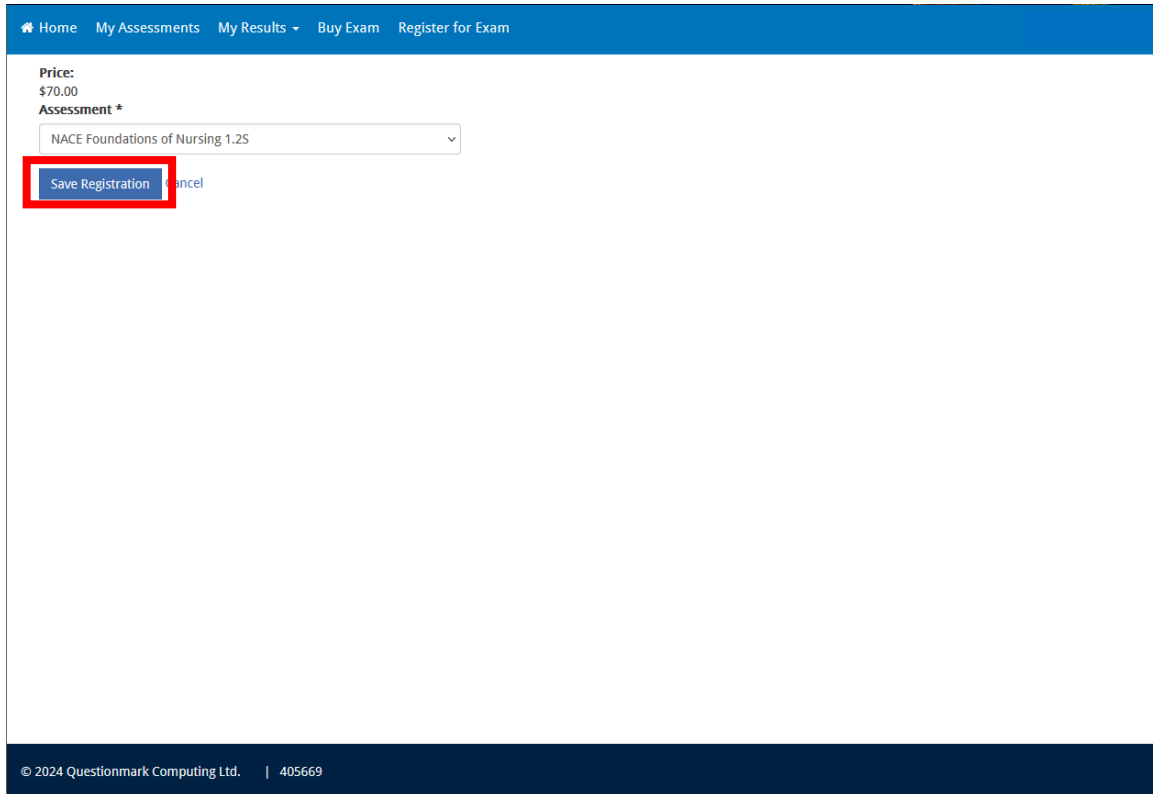 Home My Assessments My Results Buy Exam Register for Exam
Price:
$70.00
Assessment *
NACE Foundations of Nursing 1.2S
Save Registration Cancel
© 2024 Questionmark Computing Ltd. | 405669